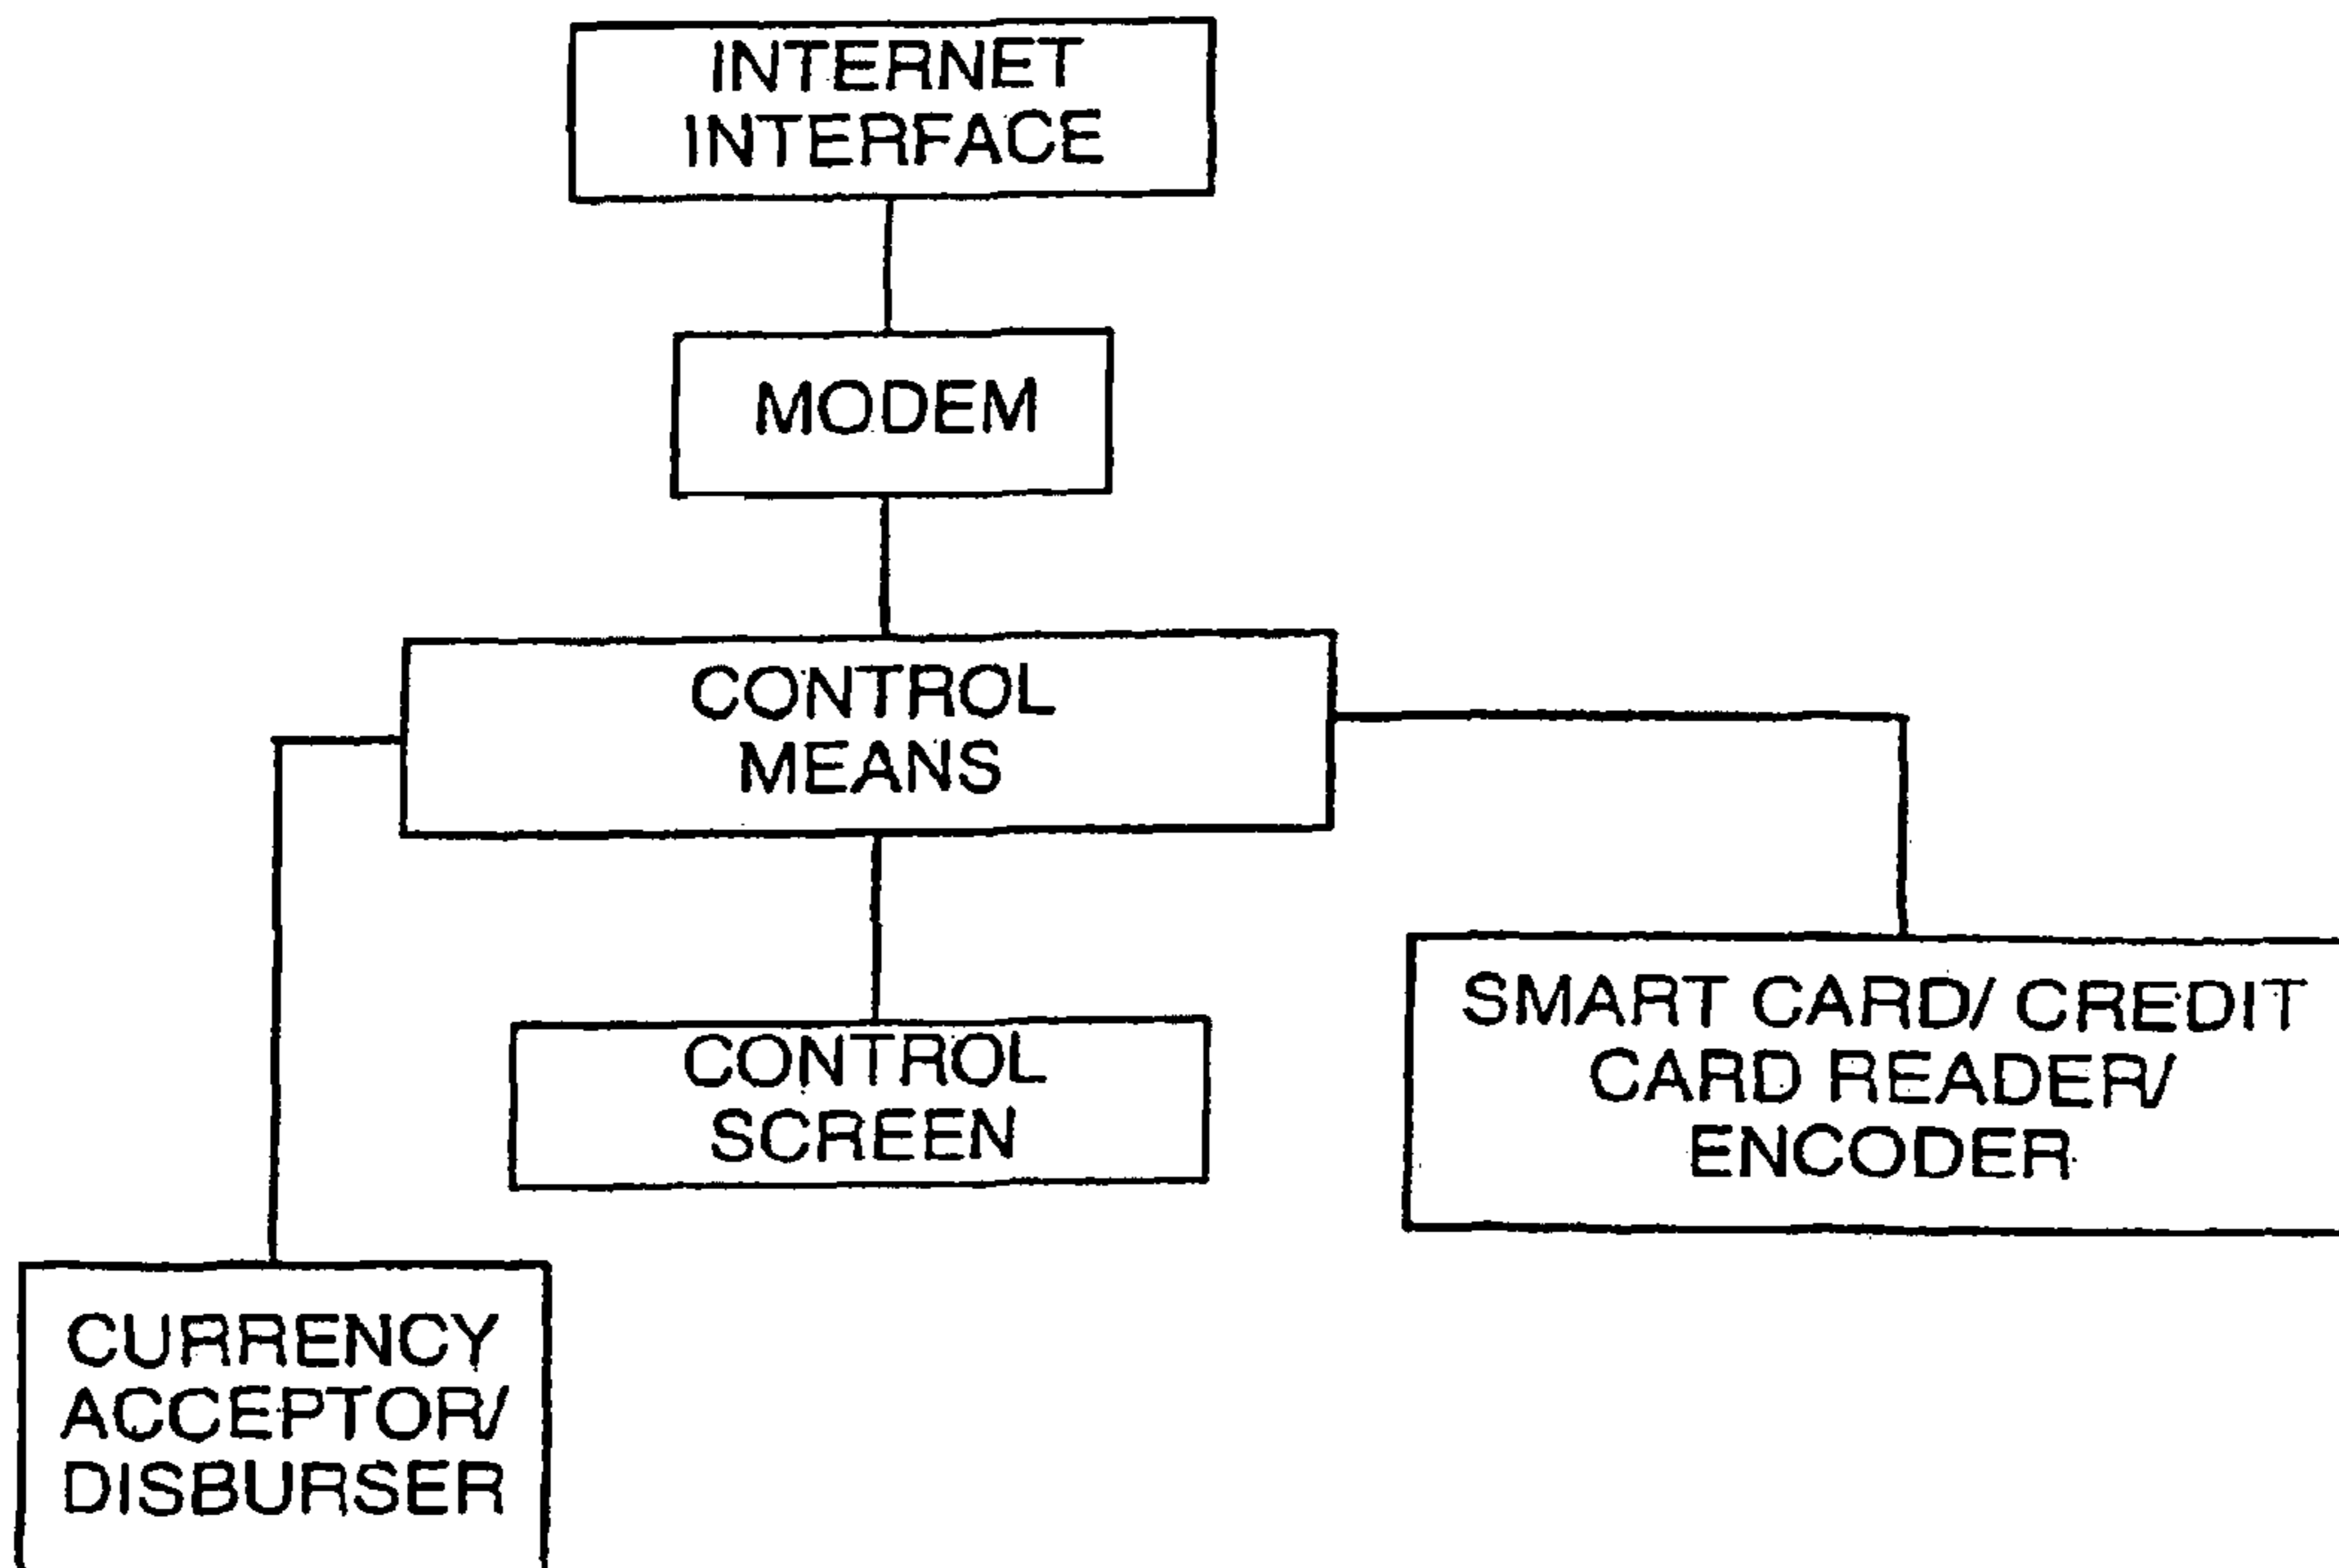 INTERNET
INTERFACE
MODEM
CONTROL
MEANS
CONTROL
SCREEN
SMART CARD/ CREDIT
CARD READER/
ENCODER
CURRENCY
ACCEPTOR/
DISBURSER